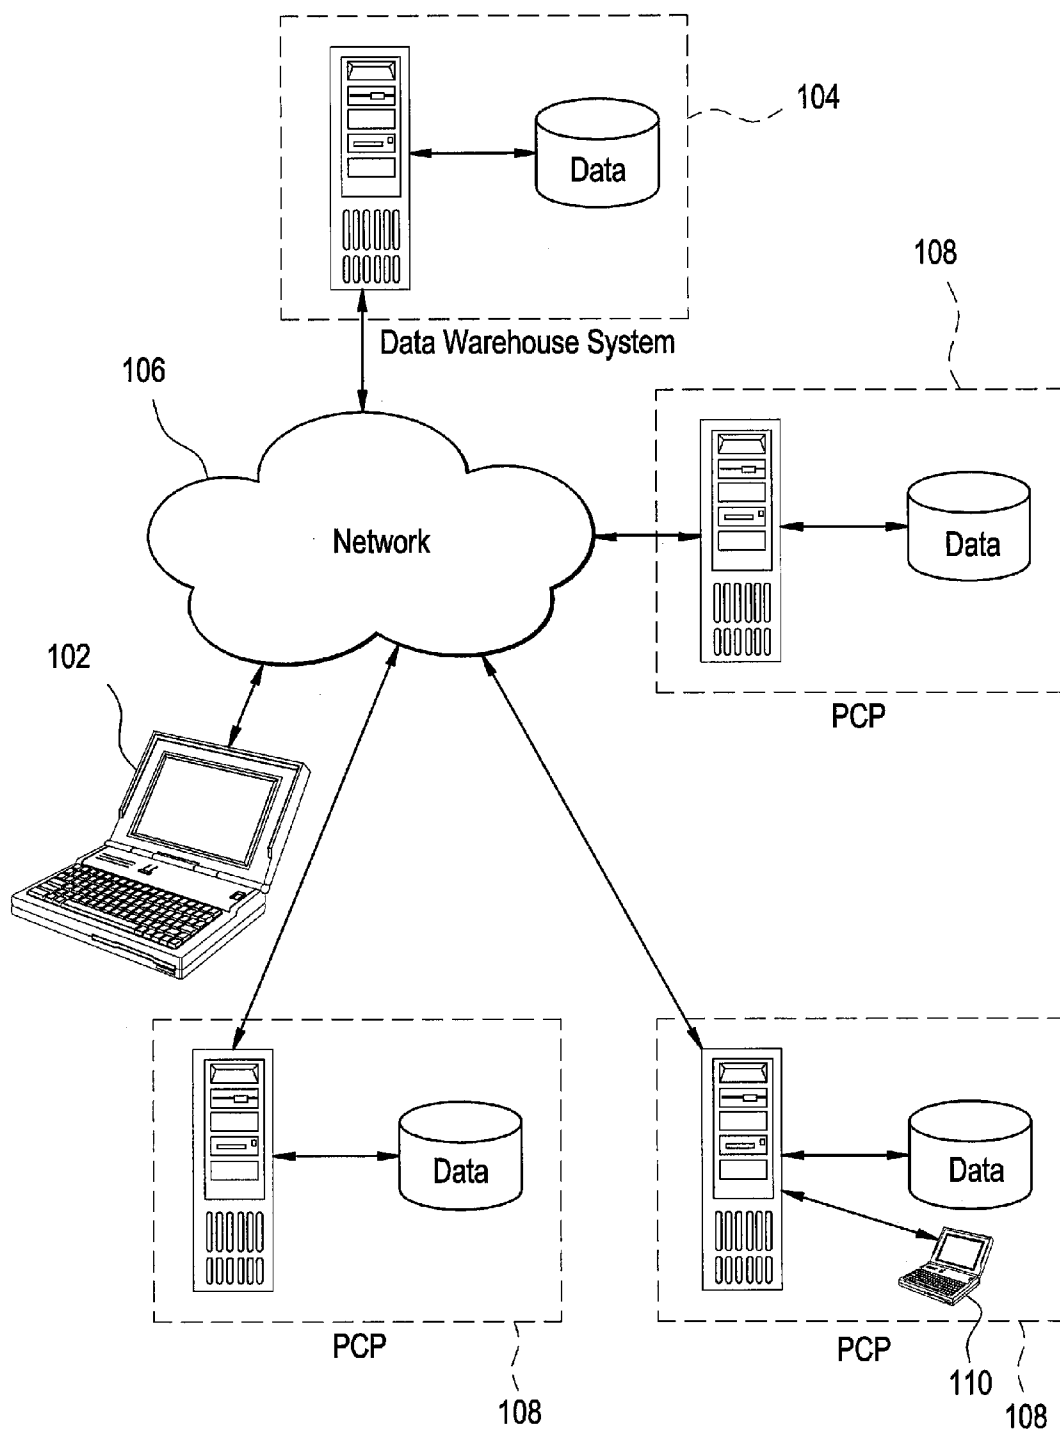 104
Data
108
Data Warehouse System
106
Network
Data
102
PCP
Data
Data
PCP
PCP
110
108
108